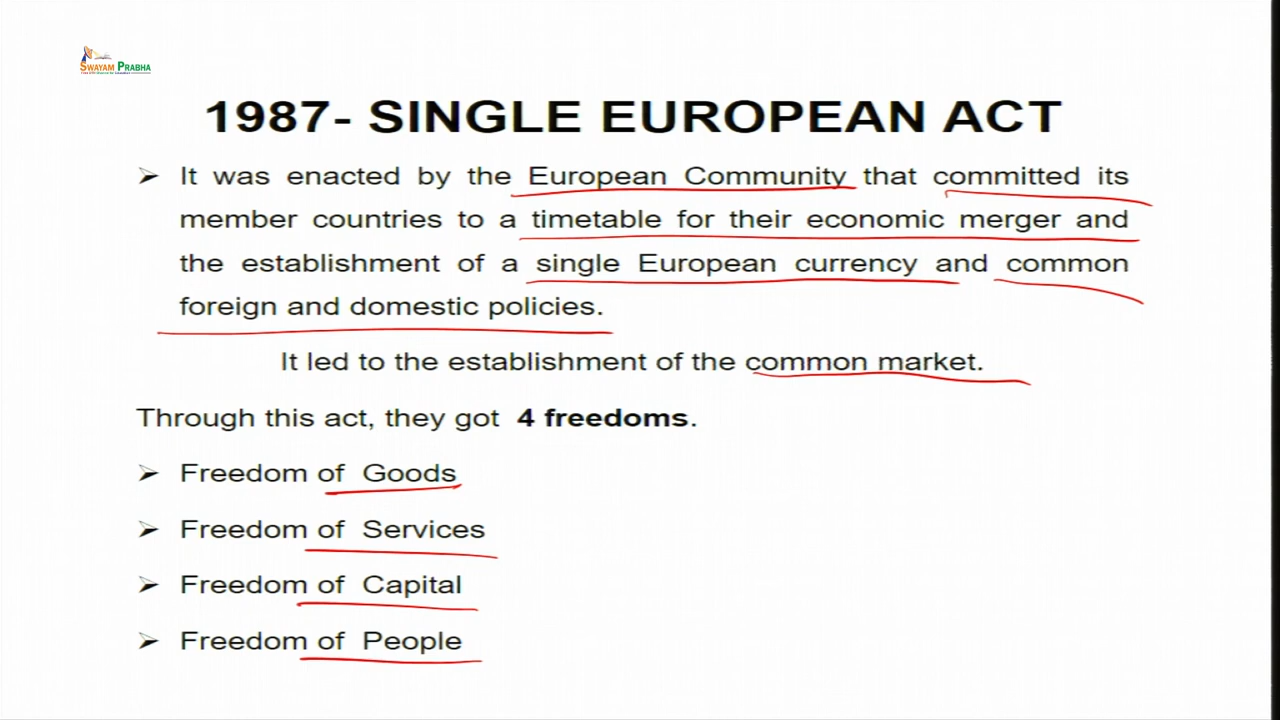 SWAYAM PRABHA
1987- SINGLE EUROPEAN ACT
➢ It was enacted by the European Community that committed its
member countries to a timetable for their economic merger and
the establishment of a single European currency and common
foreign and domestic policies.
It led to the establishment of the common market.
Through this act, they got 4 freedoms.
➢ Freedom of Goods
➢ Freedom of Services
➢ Freedom of Capital
➢ Freedom of People